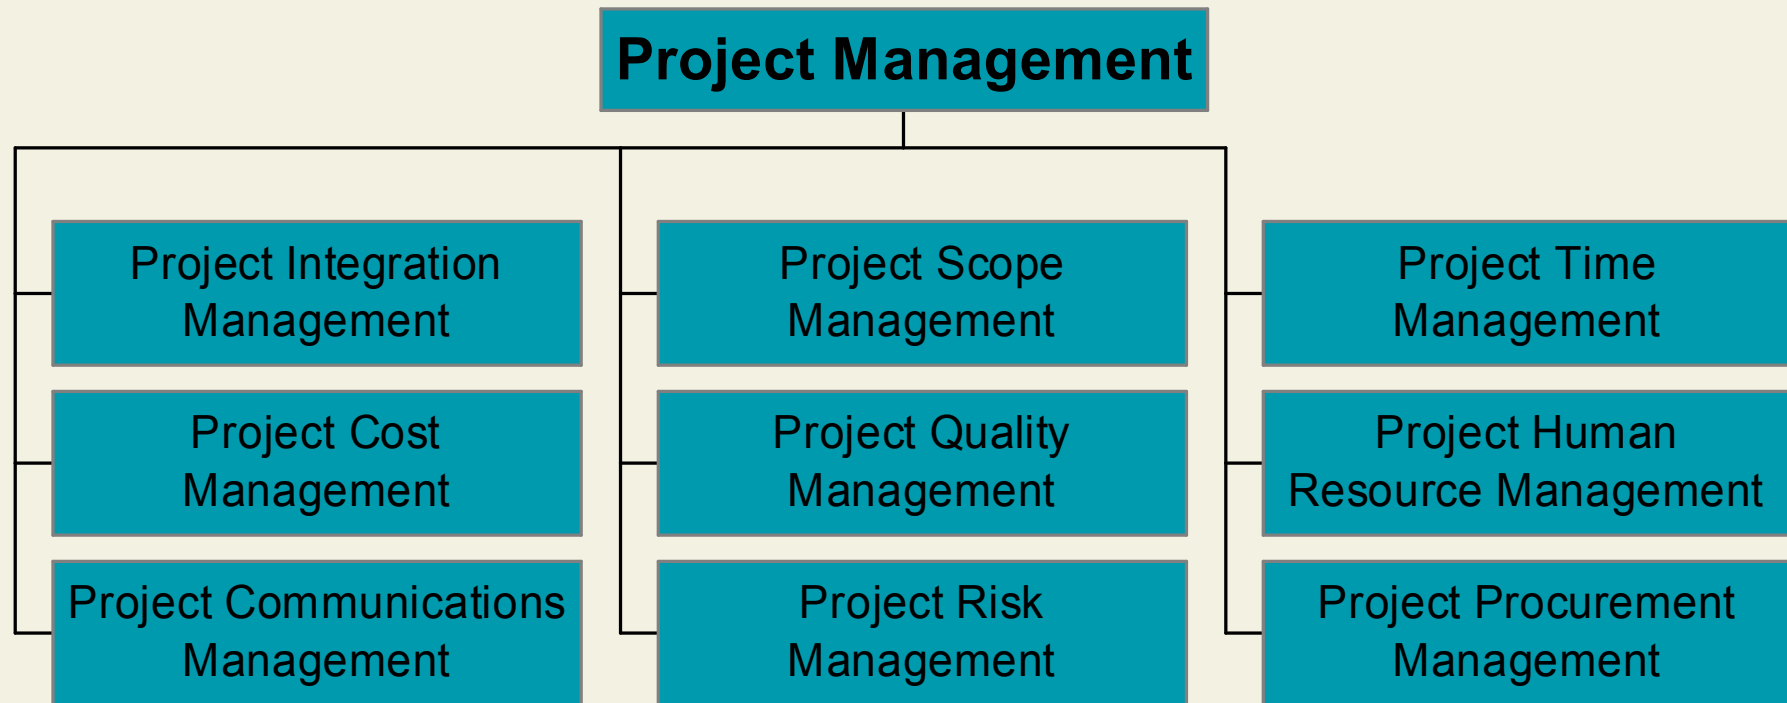 Project Management
Project Integration
Management
Project Scope
Management
Project Time
Management
Project Cost
Management
Project Quality
Management
Project Human
Resource Management
Project Communications
Management
Project Risk
Management
Project Procurement
Management